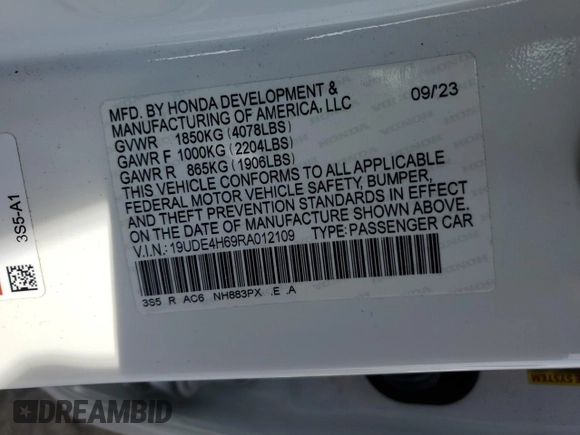 MFD. BY HONDA DEVELOPMENT &
MANUFACTURING OF AMERICA, LLC 09/'23
GVWR 1850KG (4078LBS)
GAWR F 1000KG (2204LBS)
GAWR R 865KG (1906LBS)
THIS VEHICLE CONFORMS TO ALL APPLICABLE
FEDERAL MOTOR VEHICLE SAFETY, BUMPER,
AND THEFT PREVENTION STANDARDS IN EFFECT
ON THE DATE OF MANUFACTURE SHOWN ABOVE.
V.I.N.: 19UDE4H69RA012109 TYPE: PASSENGER CAR
3S5 R AC6 NH883PX .E .A
3S5-A1
SYSTEM
DREAMBID